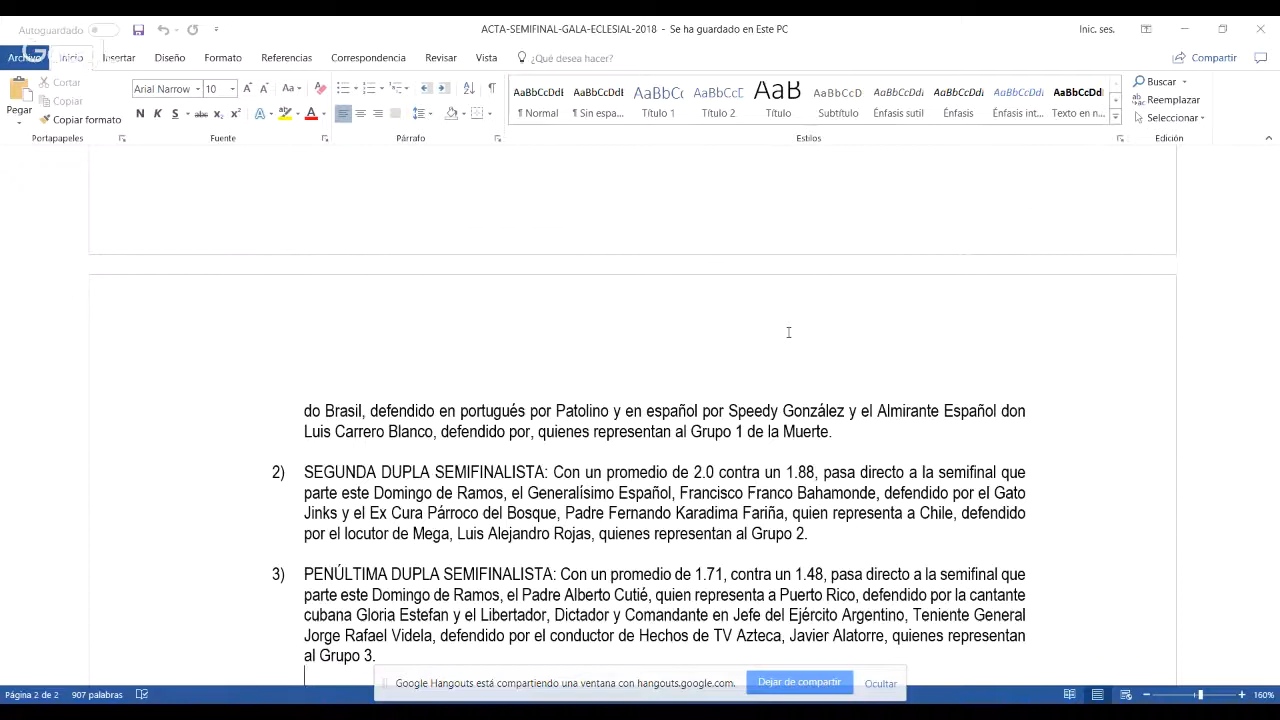 Autoguardado
ACTA-SEMIFINAL-GALA-ECLESIAL-2018 - Se ha guardado en Este PC
Inic. ses.
Archivo Inicio Insertar Diseño Formato Referencias Correspondencia Revisar Vista ¿Qué desea hacer? Compartir
Pegar
Cortar
Copiar
Copiar formato
Portapapeles
Arial Narrow 10 Aa
N K S abc x₂ x² A A
Fuente
Párrafo
AaBbCcDdE AaBbCcDdE AaBbCc AaBbCcD AaB AaBbCcD AaBbCcDd AaBbCcDd AaBbCcDd AaBbCcDd
¶ Normal ¶ Sin espa... Título 1 Título 2 Título Subtítulo Énfasis sutil Énfasis Énfasis int... Texto en n...
Estilos
Buscar
Reemplazar
Seleccionar
Edición
do Brasil, defendido en portugués por Patolino y en español por Speedy González y el Almirante Español don
Luis Carrero Blanco, defendido por, quienes representan al Grupo 1 de la Muerte.
2) SEGUNDA DUPLA SEMIFINALISTA: Con un promedio de 2.0 contra un 1.88, pasa directo a la semifinal que
parte este Domingo de Ramos, el Generalísimo Español, Francisco Franco Bahamonde, defendido por el Gato
Jinks y el Ex Cura Párroco del Bosque, Padre Fernando Karadima Fariña, quien representa a Chile, defendido
por el locutor de Mega, Luis Alejandro Rojas, quienes representan al Grupo 2.
3) PENÚLTIMA DUPLA SEMIFINALISTA: Con un promedio de 1.71, contra un 1.48, pasa directo a la semifinal que
parte este Domingo de Ramos, el Padre Alberto Cutié, quien representa a Puerto Rico, defendido por la cantante
cubana Gloria Estefan y el Libertador, Dictador y Comandante en Jefe del Ejército Argentino, Teniente General
Jorge Rafael Videla, defendido por el conductor de Hechos de TV Azteca, Javier Alatorre, quienes representan
al Grupo 3.
Google Hangouts está compartiendo una ventana con hangouts.google.com. Dejar de compartir Ocultar
Página 2 de 2 907 palabras 160%